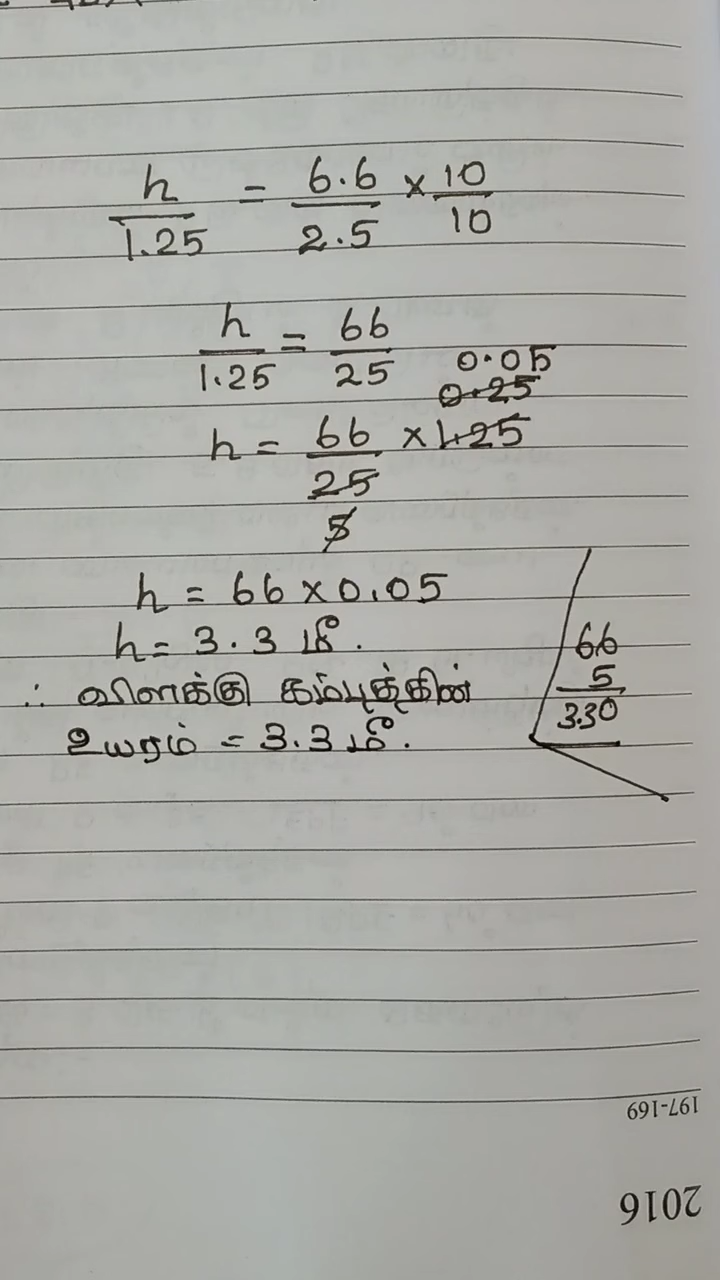 h/1.25 = 6.6/2.5 × 10/10
h/1.25 = 66/25
0.05
0.25
h = 66/25 × 1.25
5
h = 66 × 0.05
h = 3.3 மீ.
66
5
3.30
∴ விளக்கு கம்பத்தின்
உயரம் = 3.3 மீ.
197-169
2016